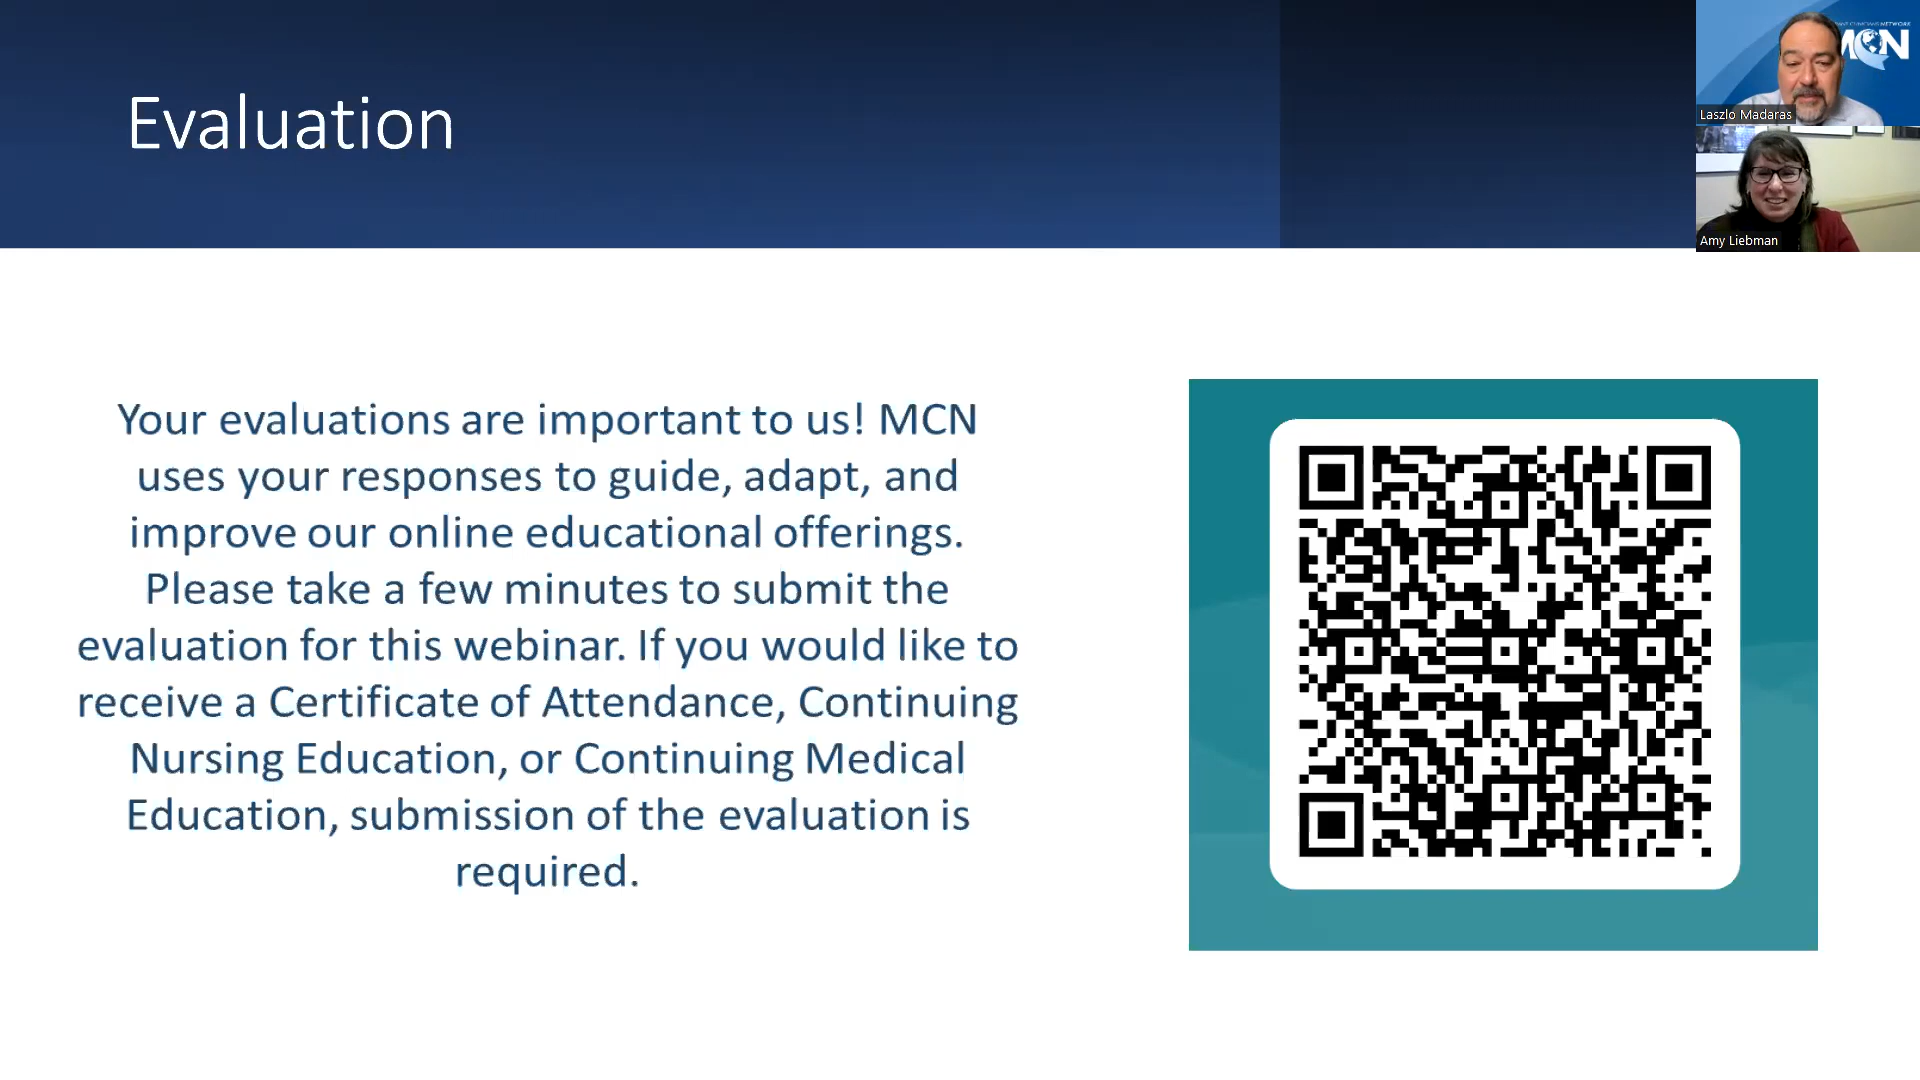 Evaluation
MCN
Laszlo Madaras
Amy Liebman
Your evaluations are important to us! MCN
uses your responses to guide, adapt, and
improve our online educational offerings.
Please take a few minutes to submit the
evaluation for this webinar. If you would like to
receive a Certificate of Attendance, Continuing
Nursing Education, or Continuing Medical
Education, submission of the evaluation is
required.